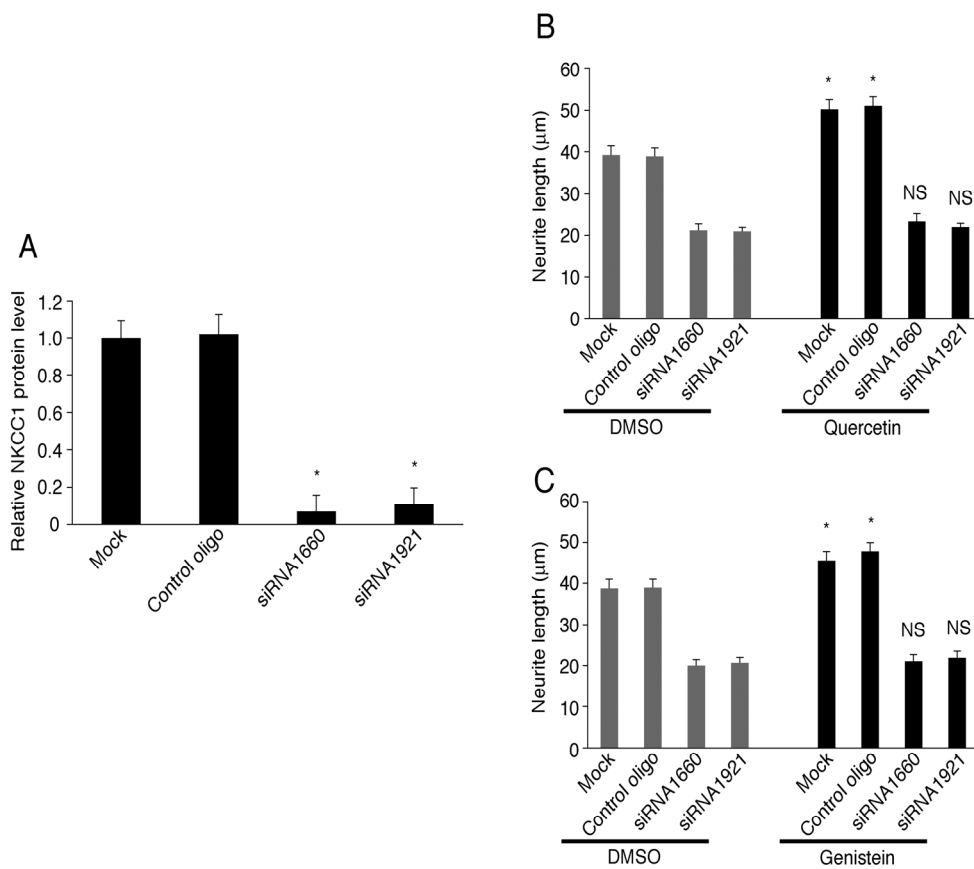 A
Relative NKCC1 protein level
1.2
1.0
0.8
0.6
0.4
0.2
0
*
*
Mock
Control oligo
siRNA1660
siRNA1921
B
Neurite length (μm)
60
50
40
30
20
10
0
*
*
NS
NS
Mock
Control oligo
siRNA1660
siRNA1921
Mock
Control oligo
siRNA1660
siRNA1921
DMSO
Quercetin
C
Neurite length (μm)
60
50
40
30
20
10
0
*
*
NS
NS
Mock
Control oligo
siRNA1660
siRNA1921
Mock
Control oligo
siRNA1660
siRNA1921
DMSO
Genistein